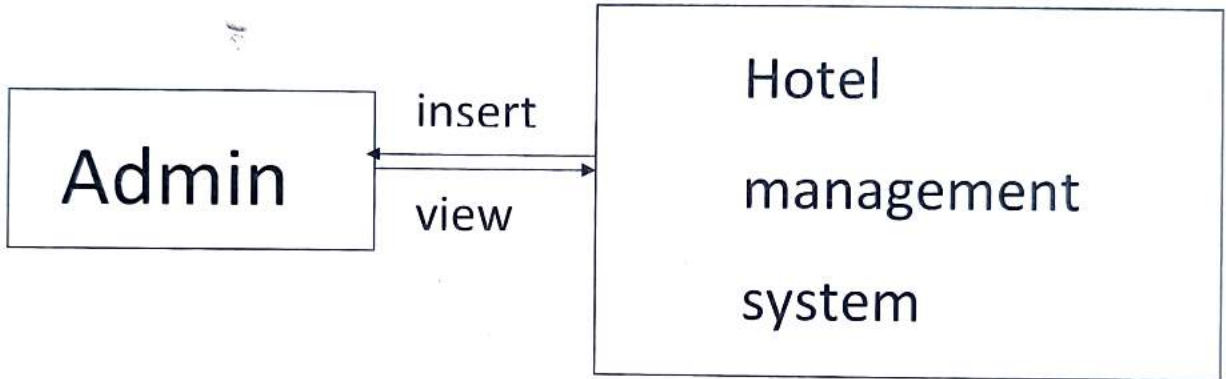 Admin
insert
view
Hotel
management
system